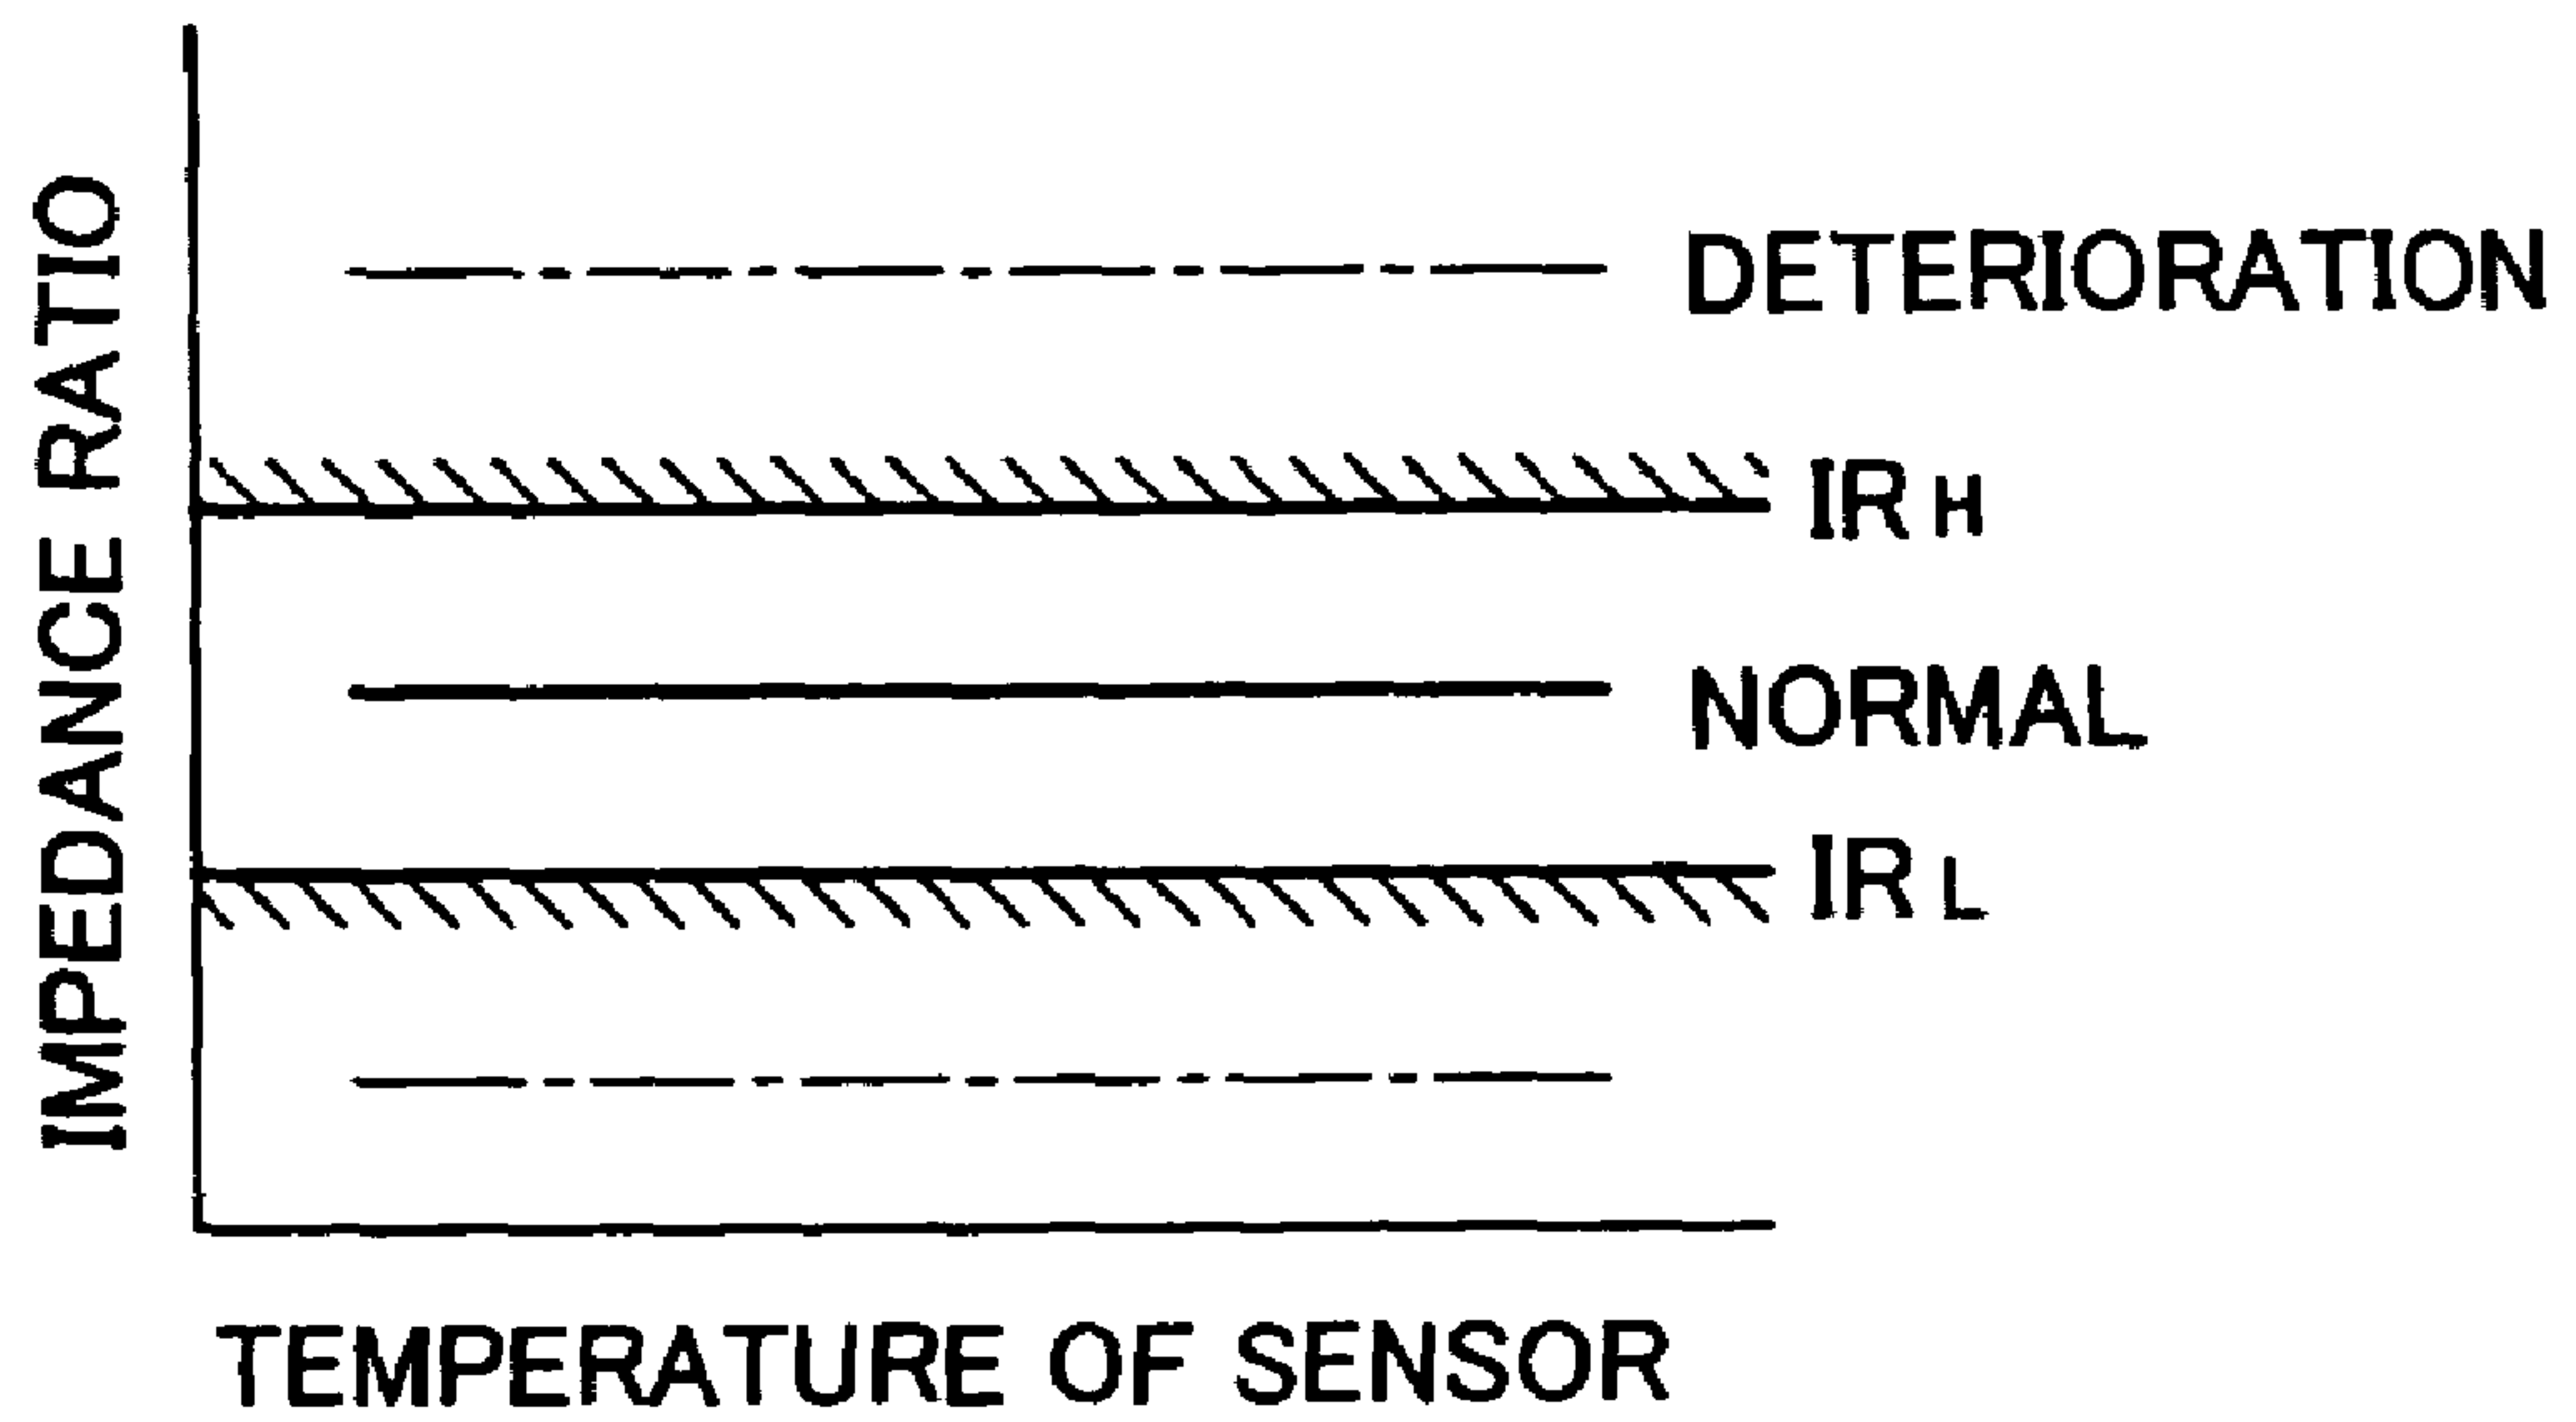 IMPEDANCE RATIO
DETERIORATION
IRH
NORMAL
IRL
TEMPERATURE OF SENSOR